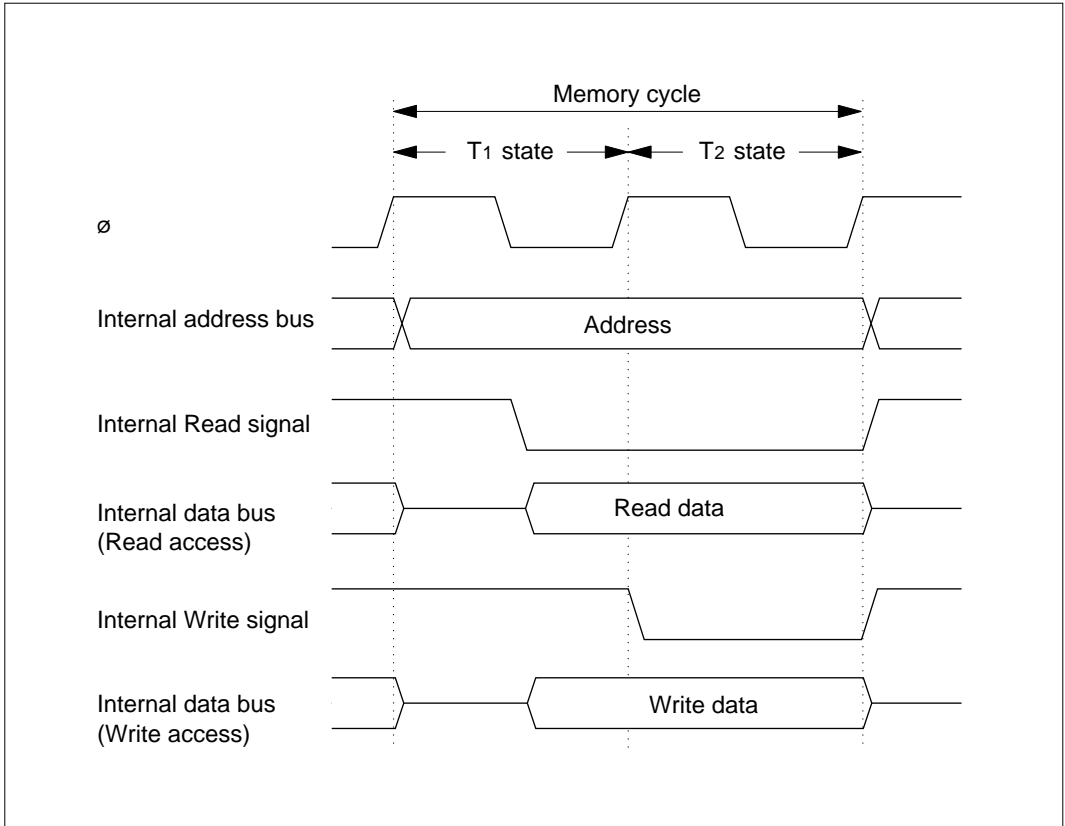 Memory cycle
T1 state
T2 state
ø
Internal address bus
Address
Internal Read signal
Internal data bus
(Read access)
Read data
Internal Write signal
Internal data bus
(Write access)
Write data